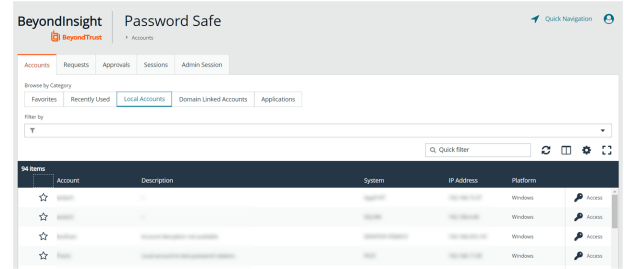 BeyondInsight
BeyondTrust
Password Safe
Accounts
Quick Navigation
Accounts Requests Approvals Sessions Admin Session
Browse by Category
Favorites Recently Used Local Accounts Domain Linked Accounts Applications
Filter by
Quick filter
94 items
Account Description System IP Address Platform
Windows Access
Windows Access
Windows Access
Windows Access